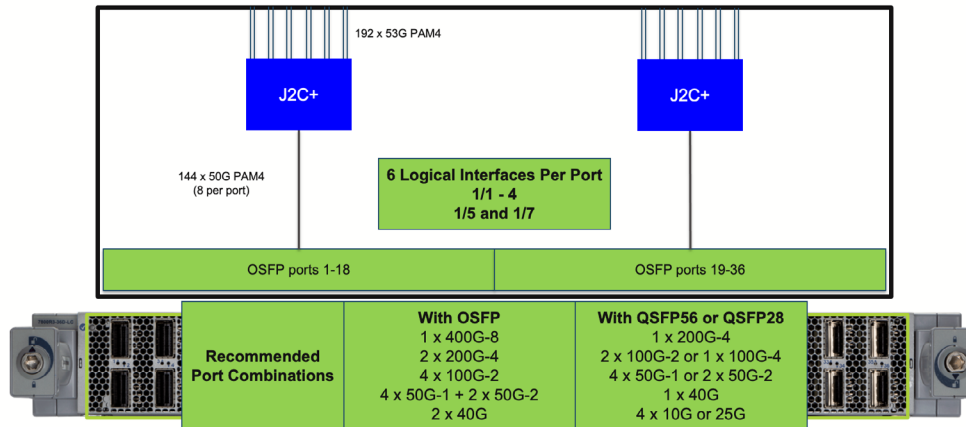 192 x 53G PAM4
J2C+
J2C+
144 x 50G PAM4
(8 per port)
6 Logical Interfaces Per Port
1/1 - 4
1/5 and 1/7
OSFP ports 1-18
OSFP ports 19-36
Recommended
Port Combinations
With OSFP
1 x 400G-8
2 x 200G-4
4 x 100G-2
4 x 50G-1 + 2 x 50G-2
2 x 40G
With QSFP56 or QSFP28
1 x 200G-4
2 x 100G-2 or 1 x 100G-4
4 x 50G-1 or 2 x 50G-2
1 x 40G
4 x 10G or 25G